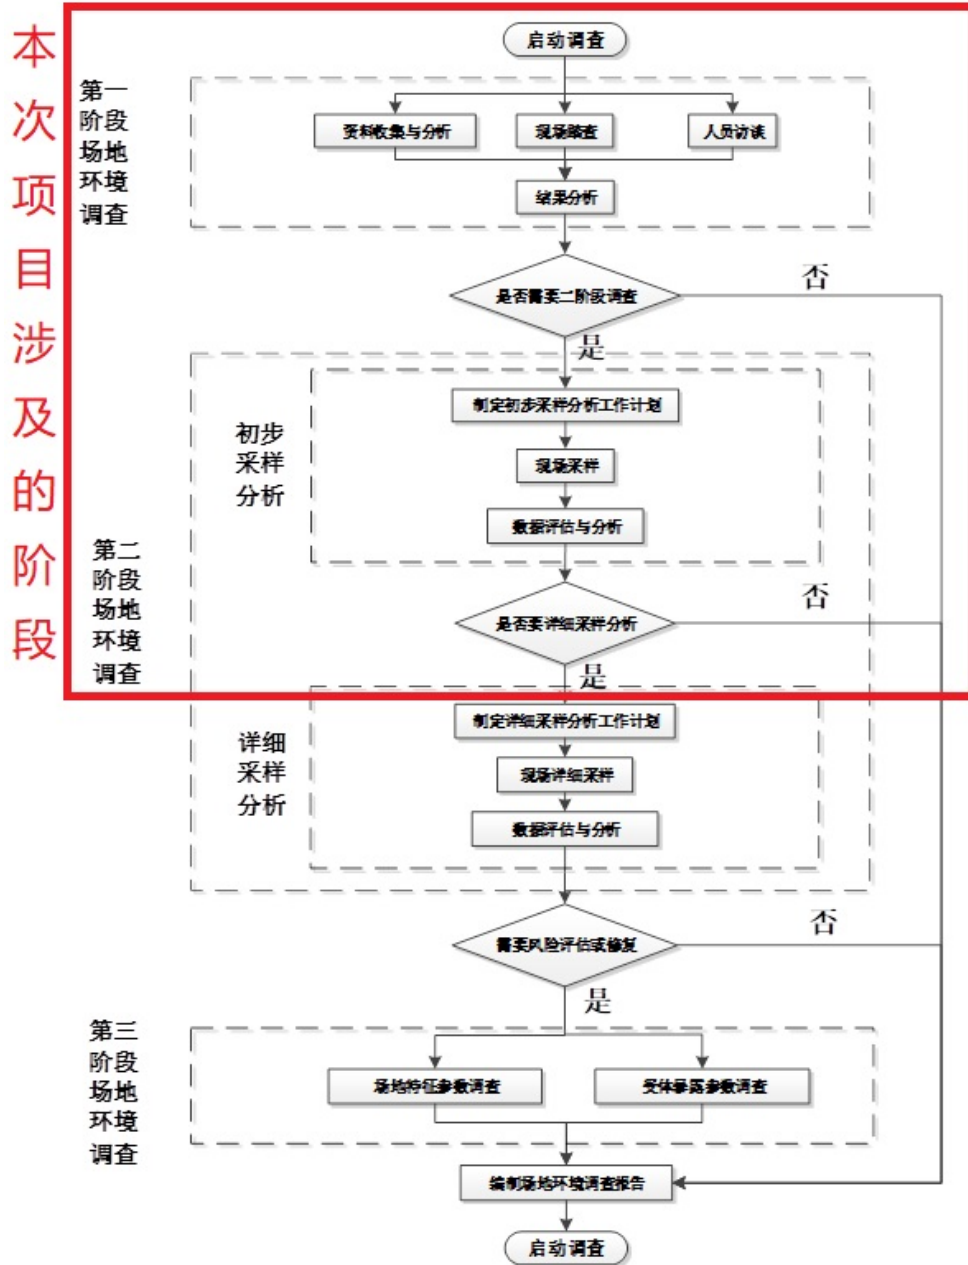 本次项目涉及的阶段
启动调查
第一
阶段
场地
环境
调查
资料收集与分析
现场踏查
人员访谈
结果分析
是否需要二阶段调查
否
是
第二
阶段
场地
环境
调查
初步
采样
分析
制定初步采样分析工作计划
现场采样
数据评估与分析
是否要详细采样分析
否
是
详细
采样
分析
制定详细采样分析工作计划
现场详细采样
数据评估与分析
需要风险评估或修复
否
是
第三
阶段
场地
环境
调查
场地特征参数调查
受体暴露参数调查
编制场地环境调查报告
启动调查